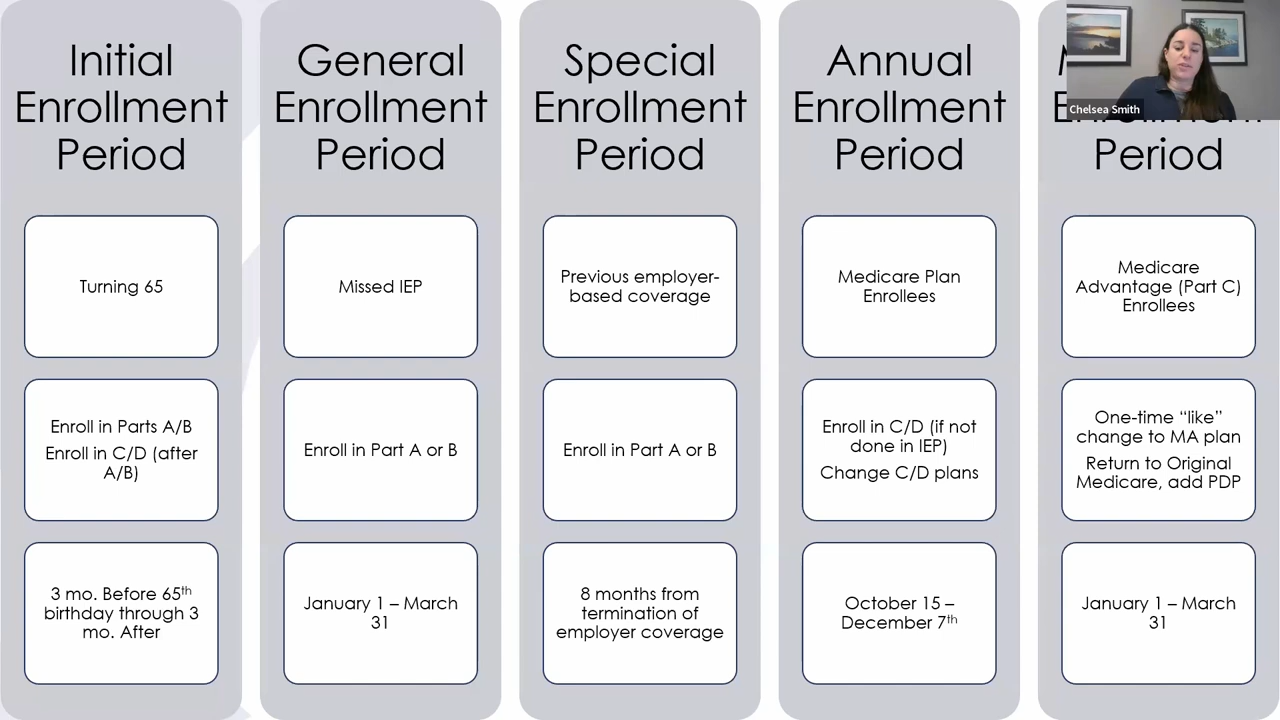 Initial
Enrollment
Period
Turning 65
Enroll in Parts A/B
Enroll in C/D (after
A/B)
3 mo. Before 65th
birthday through 3
mo. After
General
Enrollment
Period
Missed IEP
Enroll in Part A or B
January 1 – March
31
Special
Enrollment
Period
Previous employer-
based coverage
Enroll in Part A or B
8 months from
termination of
employer coverage
Annual
Enrollment
Period
Medicare Plan
Enrollees
Enroll in C/D (if not
done in IEP)
Change C/D plans
October 15 –
December 7th
Chelsea Smith
Period
Medicare
Advantage (Part C)
Enrollees
One-time “like”
change to MA plan
Return to Original
Medicare, add PDP
January 1 – March
31